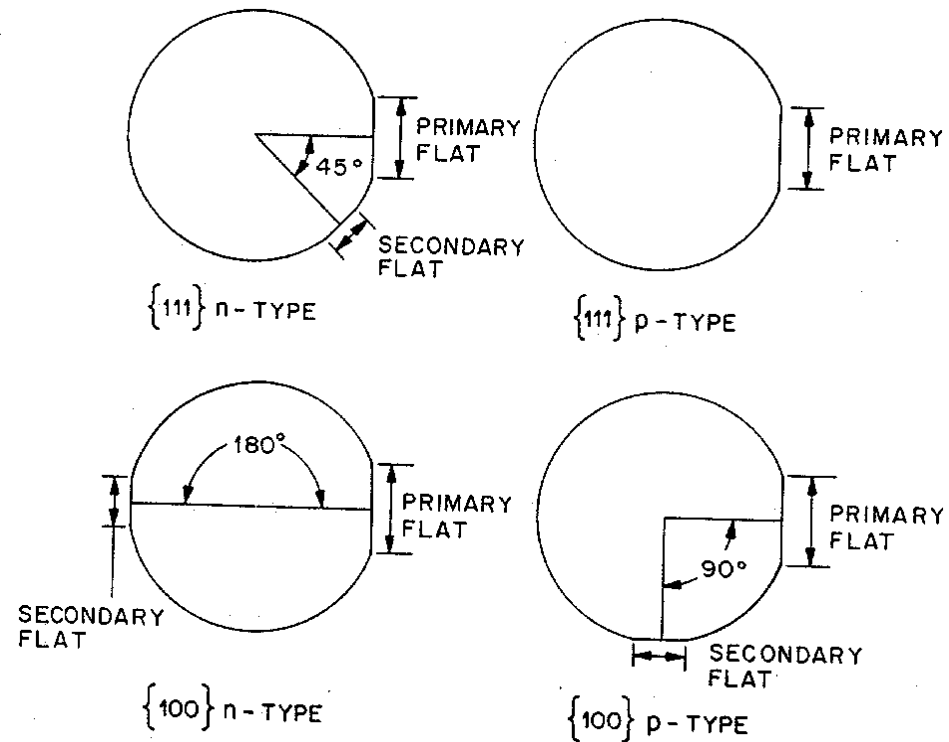 PRIMARY
FLAT
45°
SECONDARY
FLAT
{111} n-TYPE
PRIMARY
FLAT
{111} p-TYPE
180°
PRIMARY
FLAT
SECONDARY
FLAT
{100} n-TYPE
PRIMARY
FLAT
90°
SECONDARY
FLAT
{100} p-TYPE